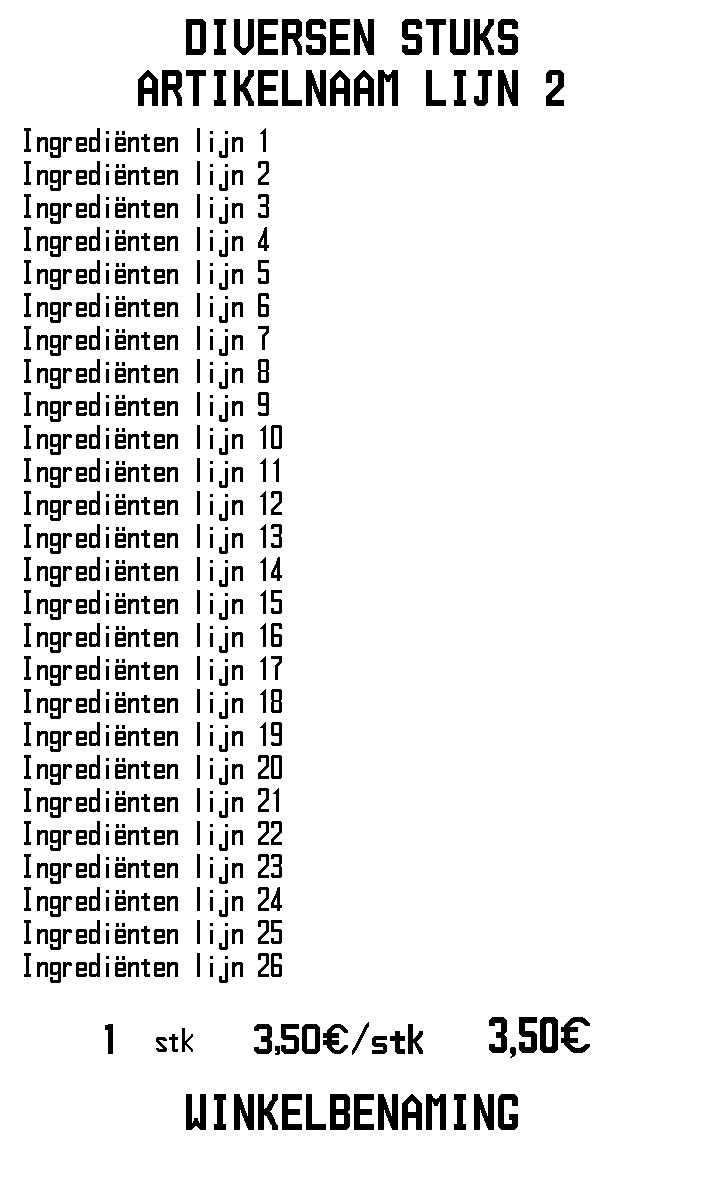 DIVERSEN STUKS
ARTIKELNAAM LIJN 2
Ingrediënten lijn 1
Ingrediënten lijn 2
Ingrediënten lijn 3
Ingrediënten lijn 4
Ingrediënten lijn 5
Ingrediënten lijn 6
Ingrediënten lijn 7
Ingrediënten lijn 8
Ingrediënten lijn 9
Ingrediënten lijn 10
Ingrediënten lijn 11
Ingrediënten lijn 12
Ingrediënten lijn 13
Ingrediënten lijn 14
Ingrediënten lijn 15
Ingrediënten lijn 16
Ingrediënten lijn 17
Ingrediënten lijn 18
Ingrediënten lijn 19
Ingrediënten lijn 20
Ingrediënten lijn 21
Ingrediënten lijn 22
Ingrediënten lijn 23
Ingrediënten lijn 24
Ingrediënten lijn 25
Ingrediënten lijn 26
1 stk 3,50€/stk 3,50€
WINKELBENAMING